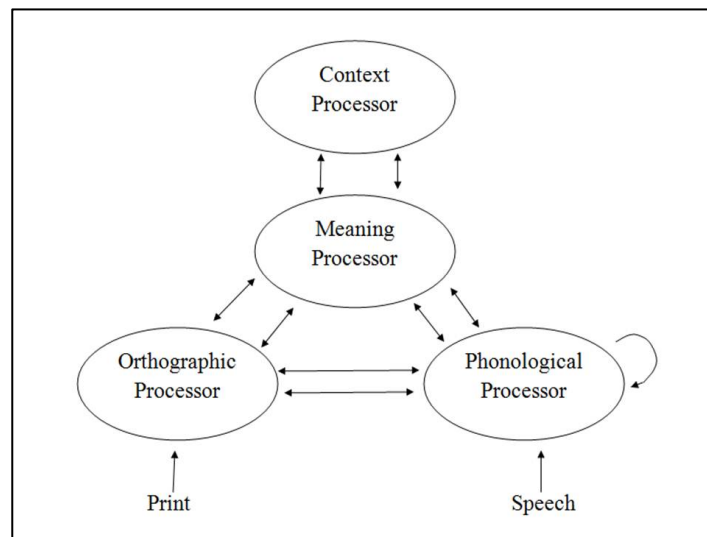 Context
Processor
Meaning
Processor
Orthographic
Processor
Phonological
Processor
Print
Speech